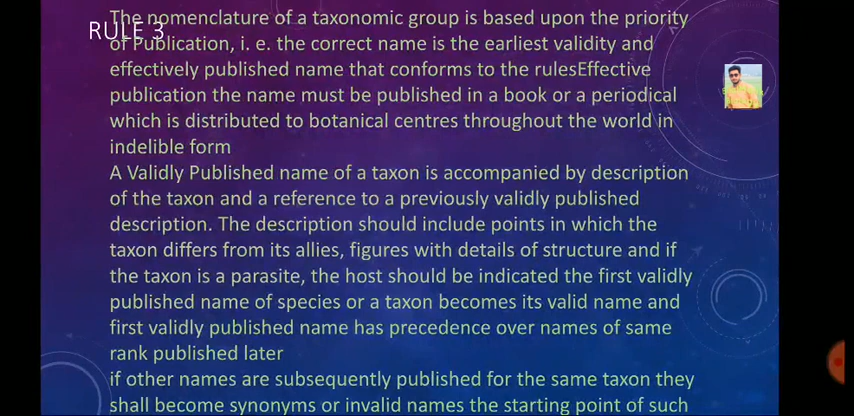 The nomenclature of a taxonomic group is based upon the priority
RULE 3
of Publication, i. e. the correct name is the earliest validity and
effectively published name that conforms to the rulesEffective
publication the name must be published in a book or a periodical
which is distributed to botanical centres throughout the world in
indelible form
A Validly Published name of a taxon is accompanied by description
of the taxon and a reference to a previously validly published
description. The description should include points in which the
taxon differs from its allies, figures with details of structure and if
the taxon is a parasite, the host should be indicated the first validly
published name of species or a taxon becomes its valid name and
first validly published name has precedence over names of same
rank published later
if other names are subsequently published for the same taxon they
shall become synonyms or invalid names the starting point of such